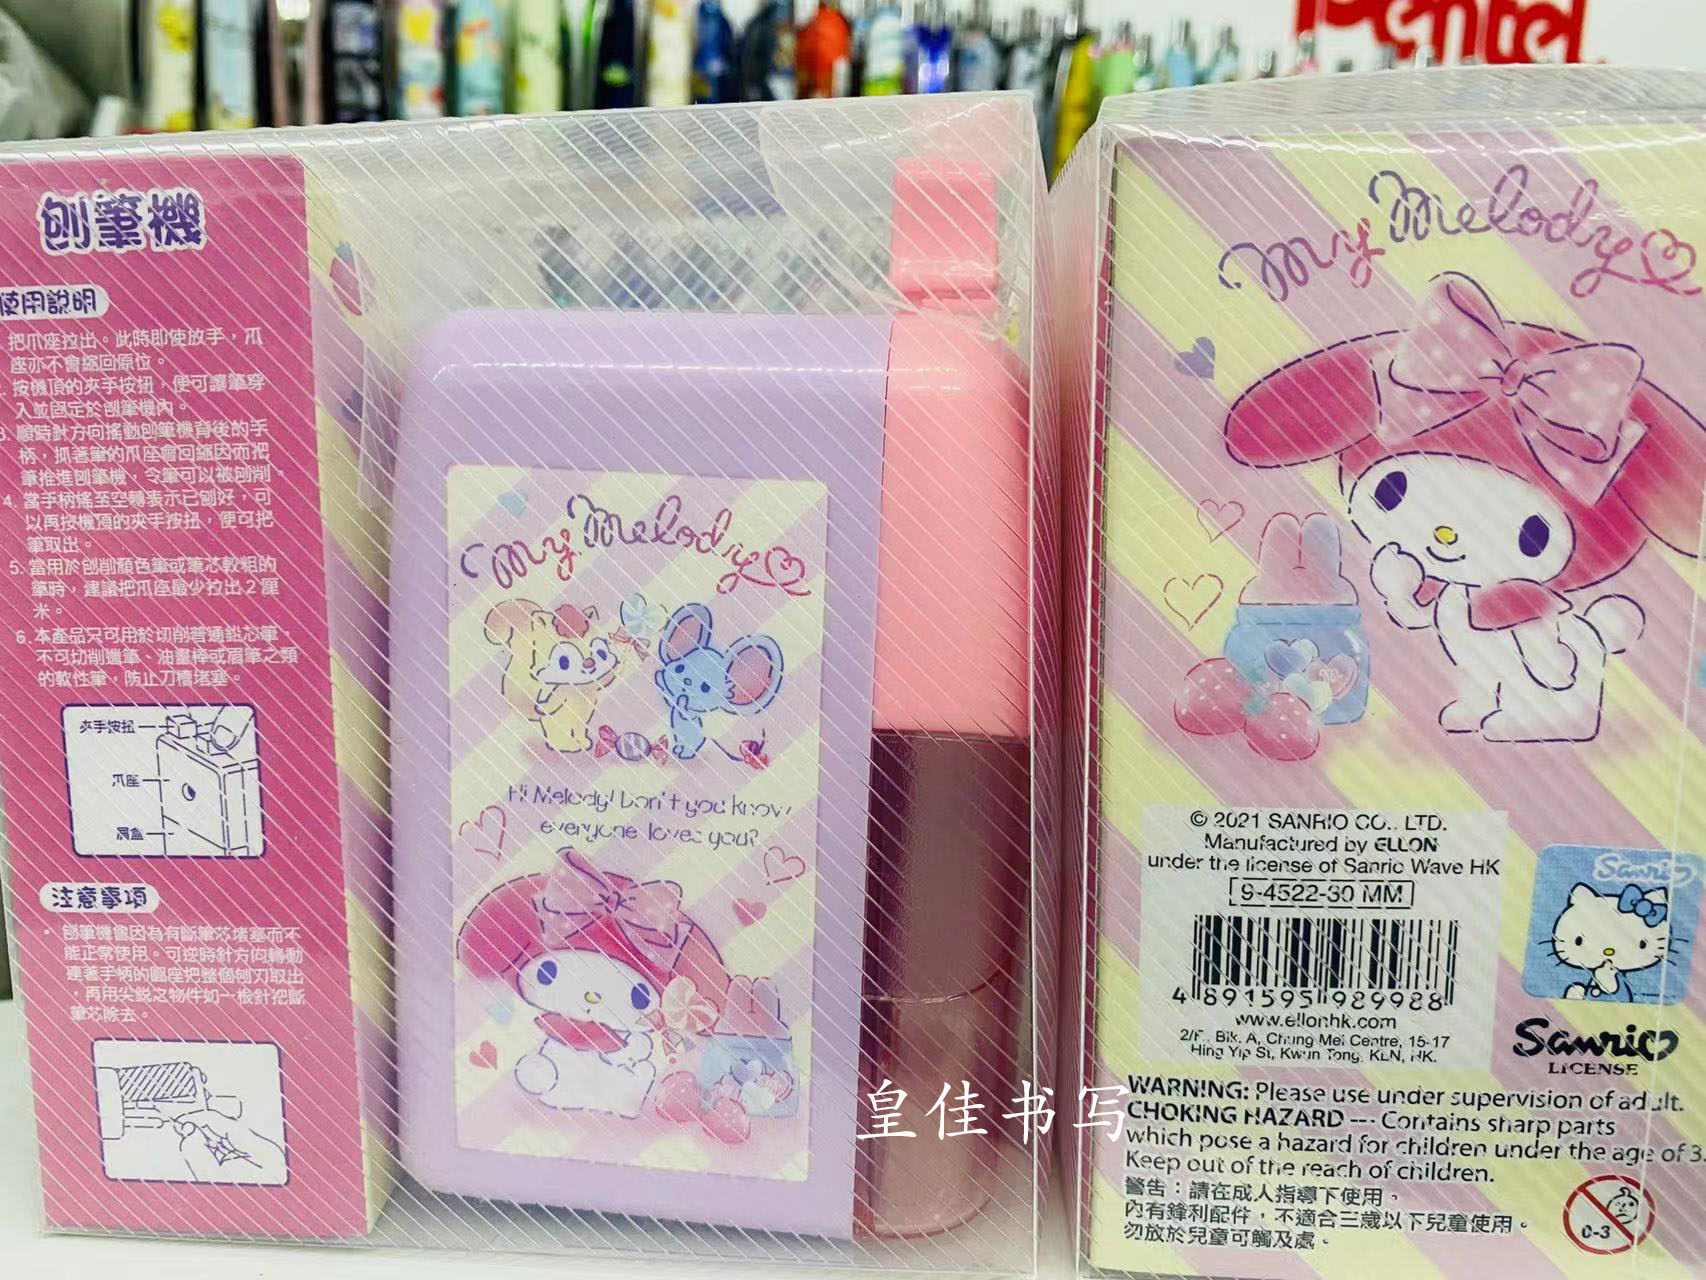 Pentel
刨筆機
使用說明
把爪座拉出。此時即使放手，爪
座亦不會縮回原位。
2. 按機頂的夾手按鈕，便可讓筆穿
入並固定於刨筆機內。
3. 順時針方向搖動刨筆機背後的手
柄，抓著筆的爪座會回縮因而把
筆推進刨筆機，令筆可以被刨削。
4. 當手柄搖至空轉表示已刨好，可
以再按機頂的夾手按扭，便可把
筆取出。
5. 當用於刨削顏色筆或筆芯較粗的
筆時，建議把爪座最少拉出2厘
米。
6. 本產品只可用於切削普通鉛芯筆，
不可切削蠟筆、油畫棒或眉筆之類
的軟性筆，防止刀槽堵塞。
夾手按扭
爪座
屑盒
注意事項
• 刨筆機會因為有斷筆芯堵塞而不
能正常使用。可逆時針方向轉動
連著手柄的圓座把整個刨刃取出
，再用尖銳之物件如一根針把斷
筆芯除去。
My Melody
Hi Melody! Don't you know
everyone loves you?
皇佳书写
My Melody
© 2021 SANRIO CO., LTD.
Manufactured by ELLON
under the license of Sanrio Wave HK
9-4522-30 MM
4 891595 989988
www.ellonhk.com
2/F., Blk. A, Chung Mei Centre, 15-17
Hing Yip St, Kwun Tong, KLN, HK.
Sanrio
Sanrio
LICENSE
WARNING: Please use under supervision of adult.
CHOKING HAZARD --- Contains sharp parts
which pose a hazard for children under the age of 3.
Keep out of the reach of children.
警告：請在成人指導下使用。
內有鋒利配件，不適合三歲以下兒童使用。
勿放於兒童可觸及處。
0-3